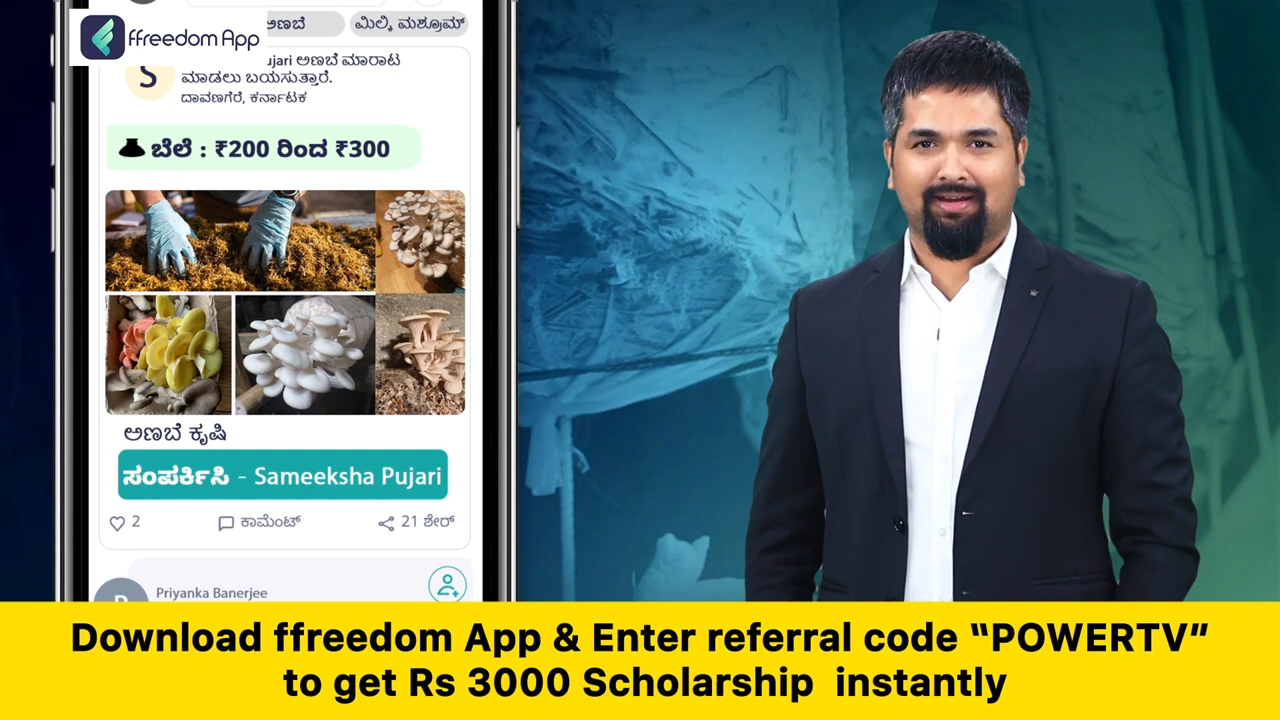 ಅಣಬೆ
ಮಿಲ್ಕಿ ಮಶ್ರೂಮ್
ffreedom App
S
ujari ಅಣಬೆ ಮಾರಾಟ
ಮಾಡಲು ಬಯಸುತ್ತಾರೆ.
ದಾವಣಗೆರೆ, ಕರ್ನಾಟಕ
ಬೆಲೆ : ₹200 ರಿಂದ ₹300
ಅಣಬೆ ಕೃಷಿ
ಸಂಪರ್ಕಿಸಿ - Sameeksha Pujari
2 ಕಾಮೆಂಟ್ 21 ಶೇರ್
Priyanka Banerjee
Download ffreedom App & Enter referral code “POWERTV”
to get Rs 3000 Scholarship instantly